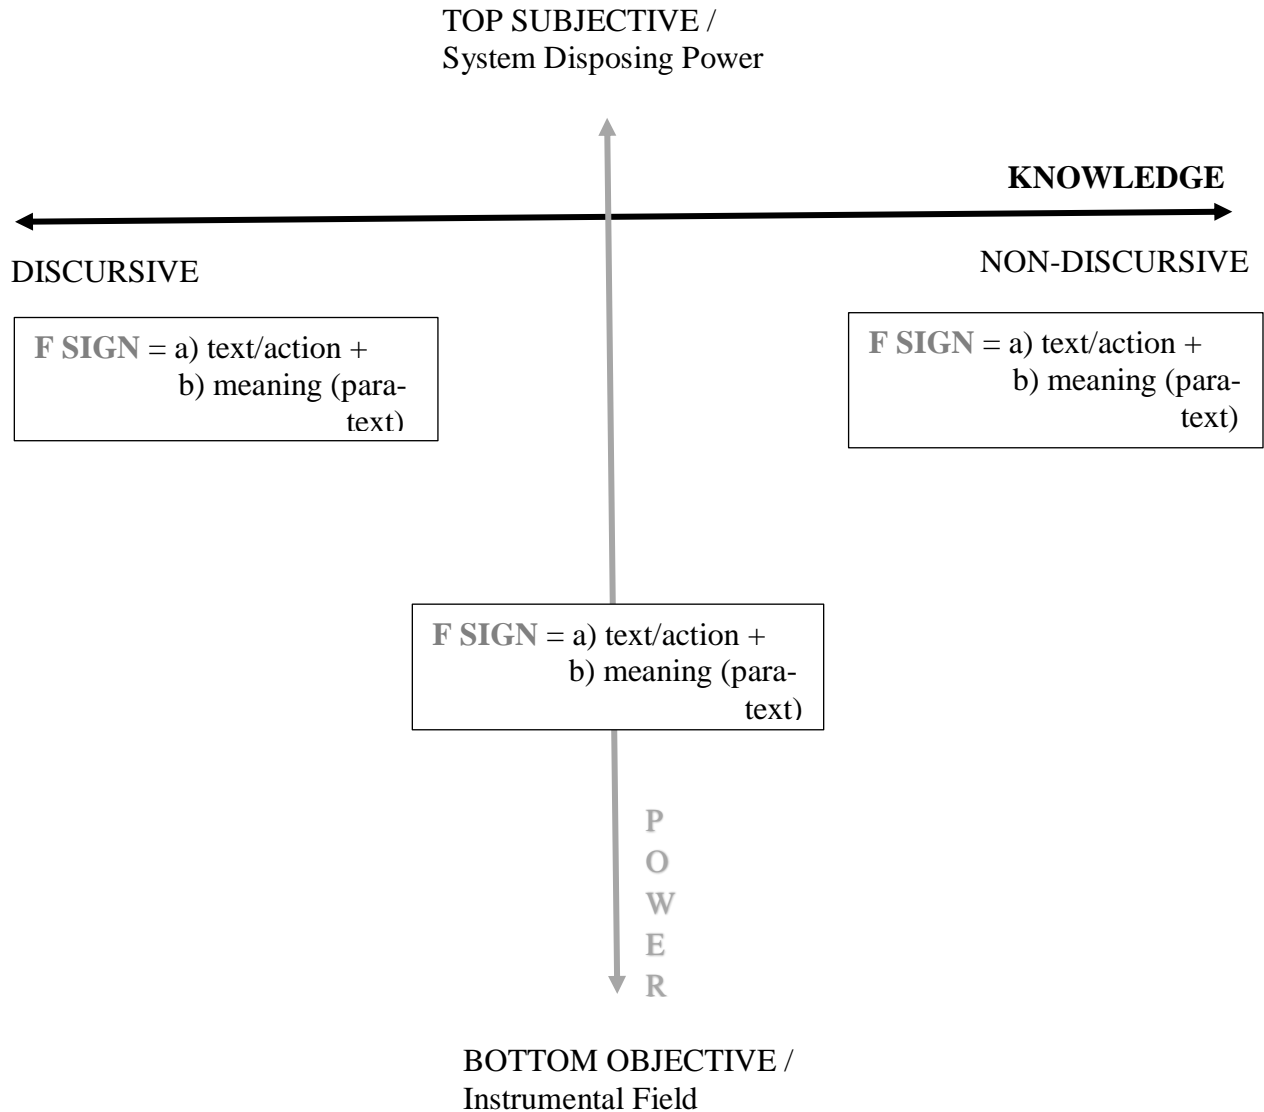 TOP SUBJECTIVE /
System Disposing Power
KNOWLEDGE
DISCURSIVE
NON-DISCURSIVE
F SIGN = a) text/action +
b) meaning (para-
text)
F SIGN = a) text/action +
b) meaning (para-
text)
F SIGN = a) text/action +
b) meaning (para-
text)
P
O
W
E
R
BOTTOM OBJECTIVE /
Instrumental Field